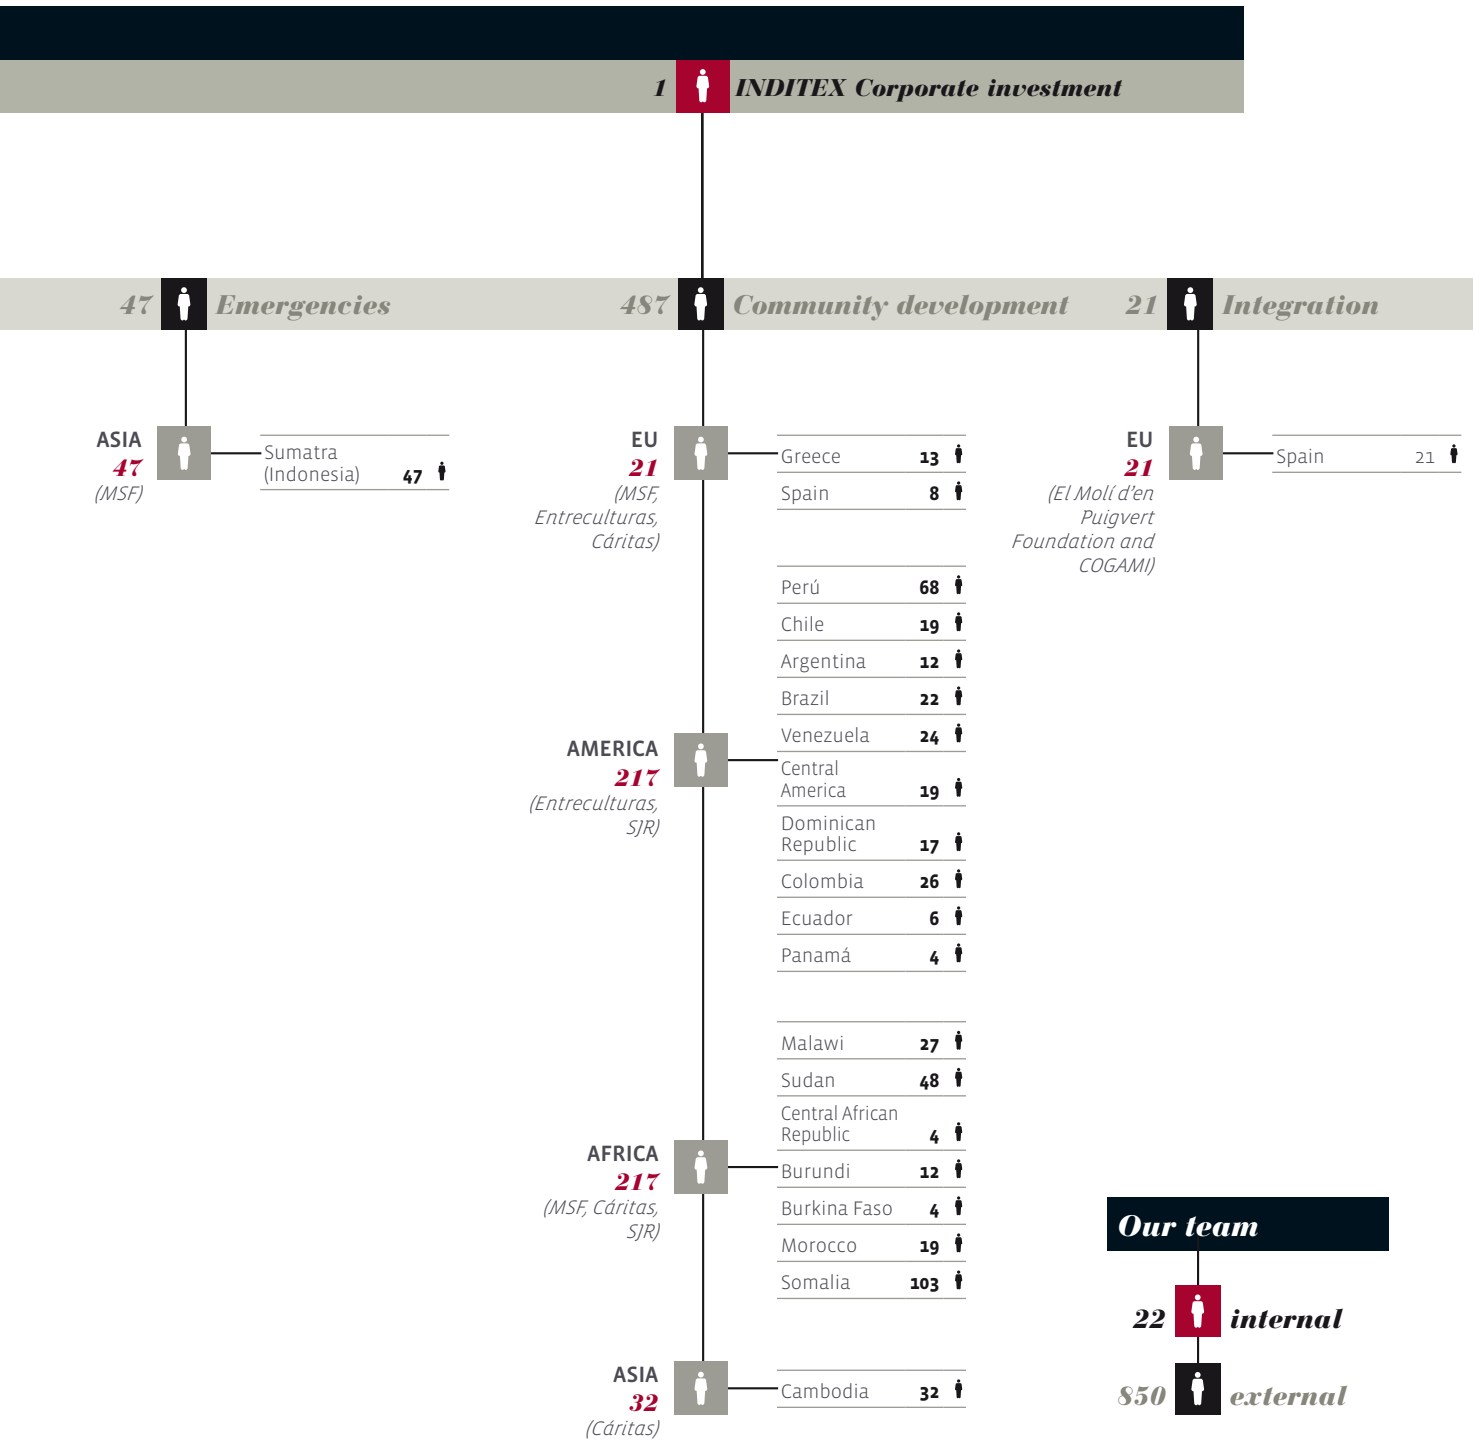 1 INDITEX Corporate investment
47 Emergencies
487 Community development
21 Integration
ASIA
47
(MSF)
Sumatra
(Indonesia) 47
EU
21
(MSF,
Entreculturas,
Cáritas)
Greece 13
Spain 8
EU
21
(El Molí d’en
Puigvert
Foundation and
COGAMI)
Spain 21
AMERICA
217
(Entreculturas,
SJR)
Perú 68
Chile 19
Argentina 12
Brazil 22
Venezuela 24
Central
America 19
Dominican
Republic 17
Colombia 26
Ecuador 6
Panamá 4
AFRICA
217
(MSF, Cáritas,
SJR)
Malawi 27
Sudan 48
Central African
Republic 4
Burundi 12
Burkina Faso 4
Morocco 19
Somalia 103
ASIA
32
(Cáritas)
Cambodia 32
Our team
22 internal
850 external